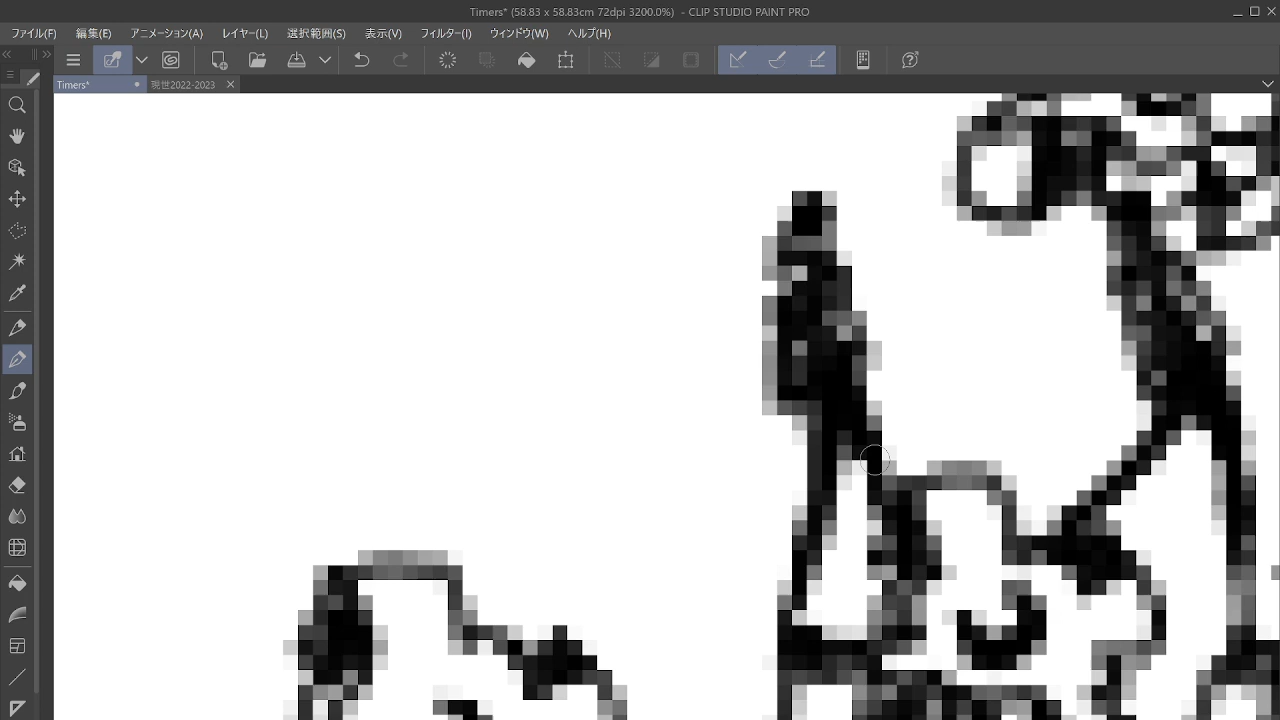 Timers* (58.83 x 58.83cm 72dpi 3200.0%)  - CLIP STUDIO PAINT PRO
ファイル(F) 編集(E) アニメーション(A) レイヤー(L) 選択範囲(S) 表示(V) フィルター(I) ウィンドウ(W) ヘルプ(H)
Timers* 現世2022-2023